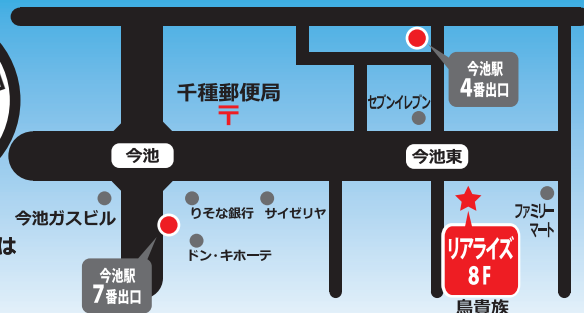 今池駅
4番出口
千種郵便局
〒
セブンイレブン
今池
今池東
今池ガスビル
りそな銀行
サイゼリヤ
ファミリー
マート
は
ドン・キホーテ
リアライズ
8F
今池駅
7番出口
鳥貴族